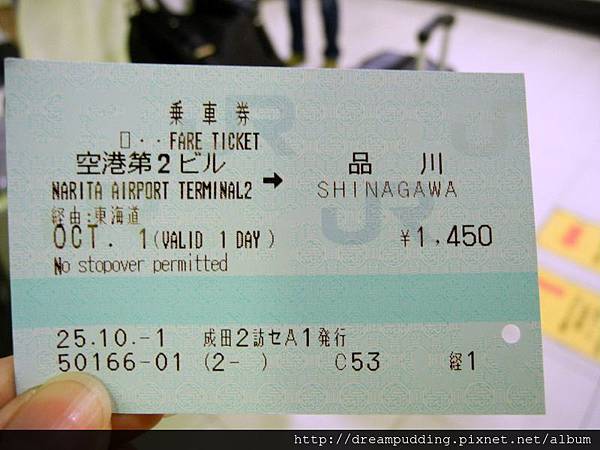 乗車券
口・・FARE TICKET
空港第2ビル → 品川
NARITA AIRPORT TERMINAL2 SHINAGAWA
経由:東海道
OCT. 1(VALID 1 DAY ) ¥1,450
No stopover permitted
25.10.-1 成田2訪セA1発行
50166-01 (2- ) C53 経1
http://dreampudding.pixnet.net/album